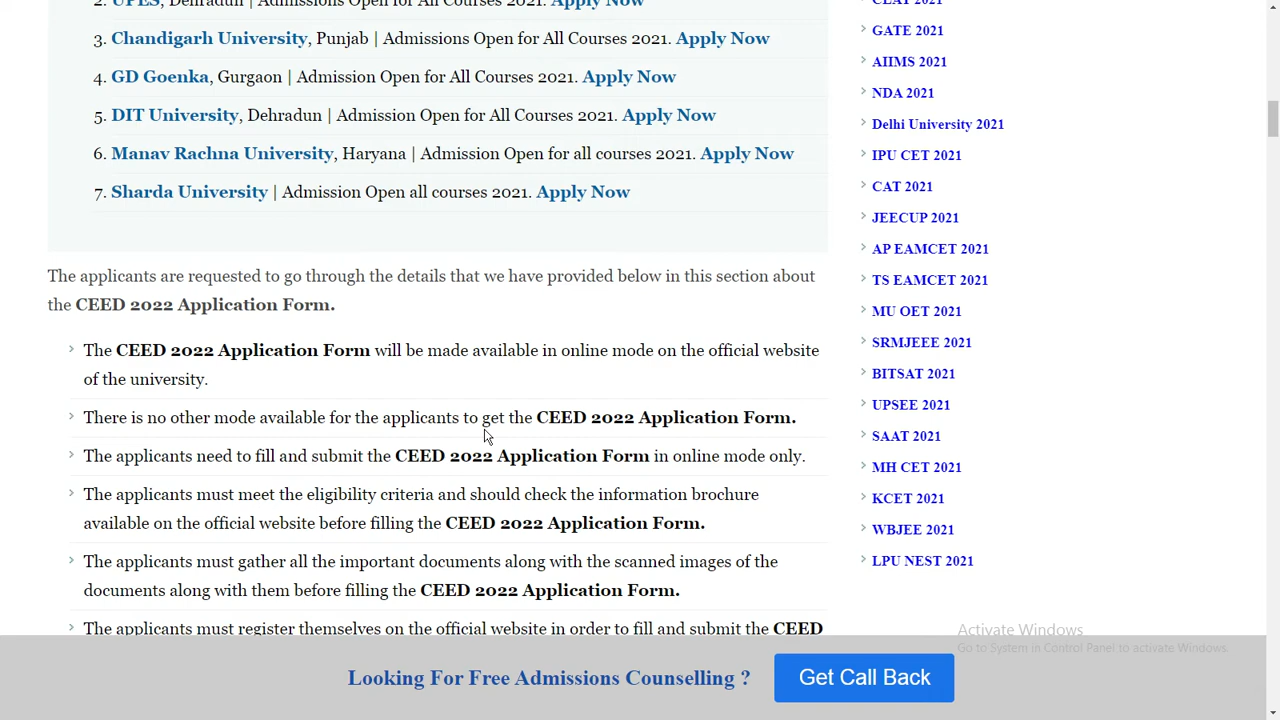 2. UPES, Dehradun | Admissions Open for All Courses 2021. Apply Now
3. Chandigarh University, Punjab | Admissions Open for All Courses 2021. Apply Now
4. GD Goenka, Gurgaon | Admission Open for All Courses 2021. Apply Now
5. DIT University, Dehradun | Admission Open for All Courses 2021. Apply Now
6. Manav Rachna University, Haryana | Admission Open for all courses 2021. Apply Now
7. Sharda University | Admission Open all courses 2021. Apply Now
The applicants are requested to go through the details that we have provided below in this section about
the CEED 2022 Application Form.
The CEED 2022 Application Form will be made available in online mode on the official website
of the university.
There is no other mode available for the applicants to get the CEED 2022 Application Form.
The applicants need to fill and submit the CEED 2022 Application Form in online mode only.
The applicants must meet the eligibility criteria and should check the information brochure
available on the official website before filling the CEED 2022 Application Form.
The applicants must gather all the important documents along with the scanned images of the
documents along with them before filling the CEED 2022 Application Form.
The applicants must register themselves on the official website in order to fill and submit the CEED
CLAT 2021
GATE 2021
AIIMS 2021
NDA 2021
Delhi University 2021
IPU CET 2021
CAT 2021
JEECUP 2021
AP EAMCET 2021
TS EAMCET 2021
MU OET 2021
SRMJEEE 2021
BITSAT 2021
UPSEE 2021
SAAT 2021
MH CET 2021
KCET 2021
WBJEE 2021
LPU NEST 2021
Activate Windows
Go to System in Control Panel to activate Windows.
Looking For Free Admissions Counselling ?
Get Call Back